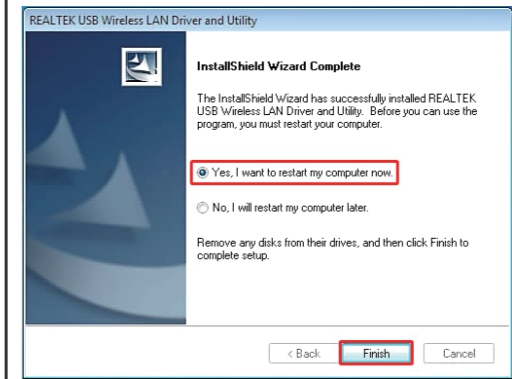 REALTEK USB Wireless LAN Driver and Utility
InstallShield Wizard Complete
The InstallShield Wizard has successfully installed REALTEK
USB Wireless LAN Driver and Utility. Before you can use the
program, you must restart your computer.
Yes, I want to restart my computer now.
No, I will restart my computer later.
Remove any disks from their drives, and then click Finish to
complete setup.
< Back
Finish
Cancel